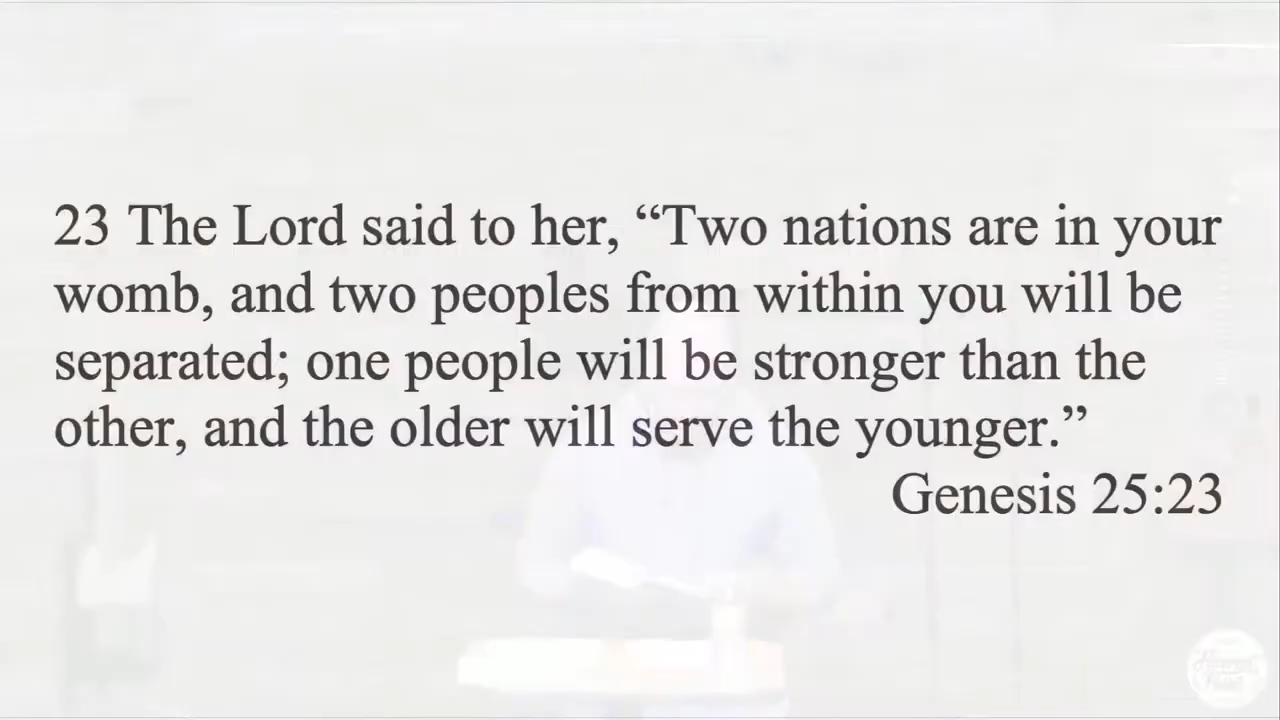 23 The Lord said to her, “Two nations are in your
womb, and two peoples from within you will be
separated; one people will be stronger than the
other, and the older will serve the younger.”
Genesis 25:23